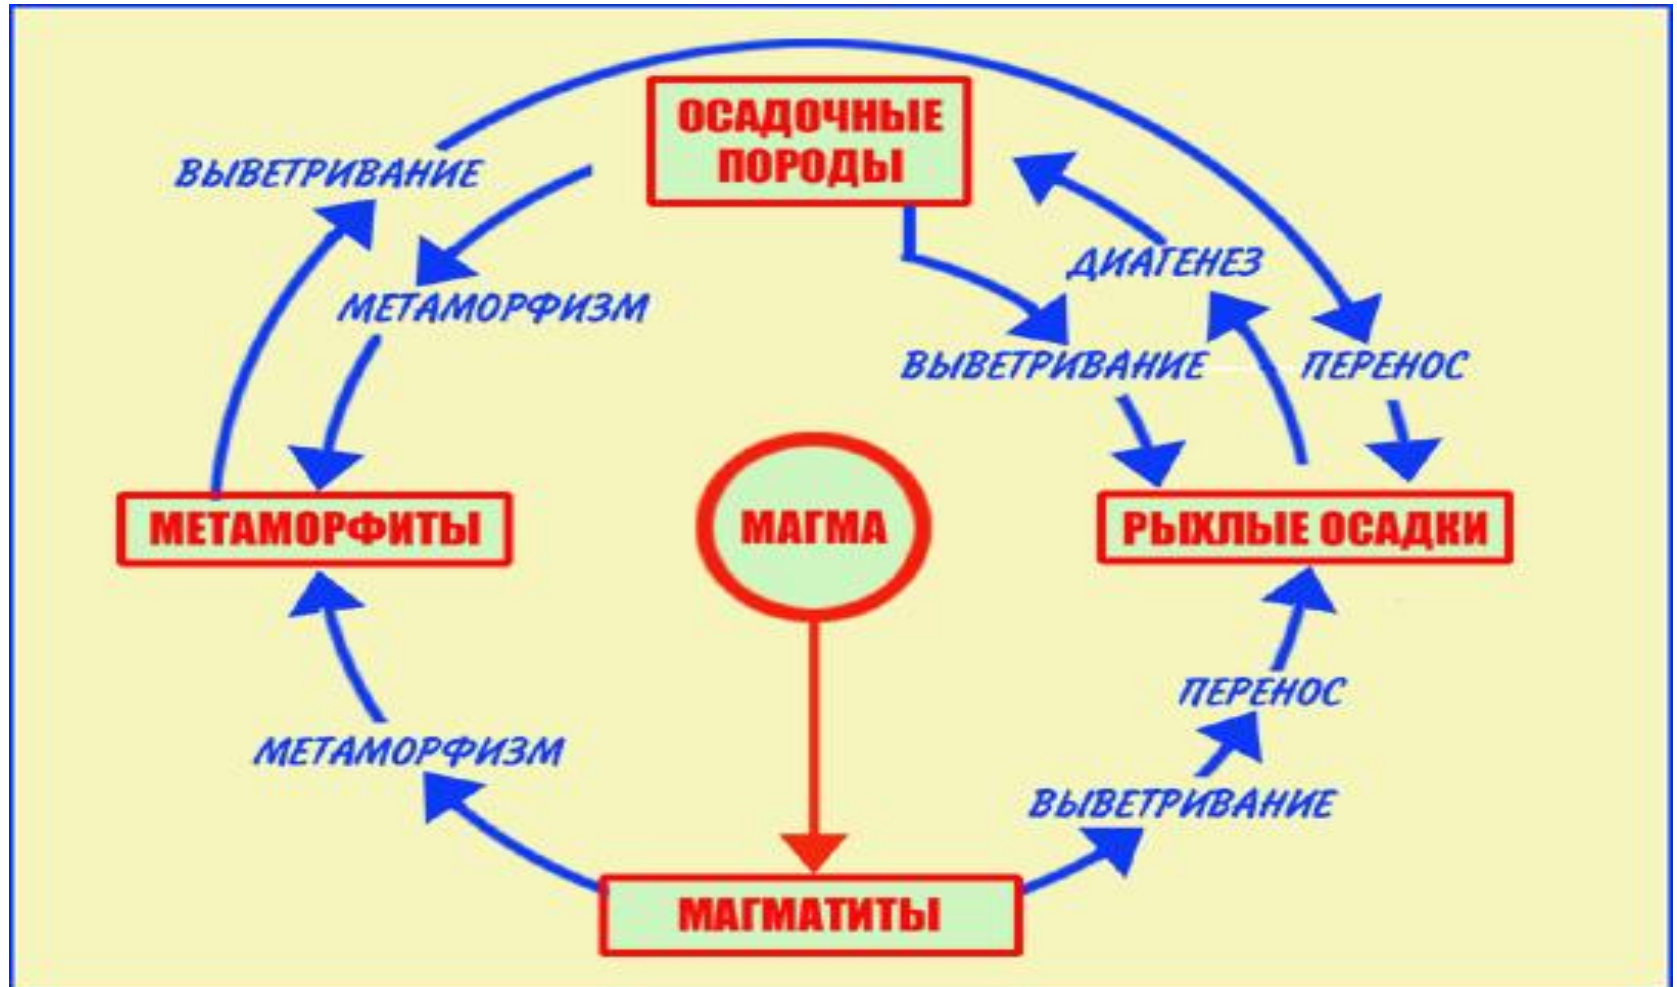 ОСАДОЧНЫЕ
ПОРОДЫ
ВЫВЕТРИВАНИЕ
ДИАГЕНЕЗ
МЕТАМОРФИЗМ
ВЫВЕТРИВАНИЕ
ПЕРЕНОС
МЕТАМОРФИТЫ
МАГМА
РЫХЛЫЕ ОСАДКИ
ПЕРЕНОС
МЕТАМОРФИЗМ
ВЫВЕТРИВАНИЕ
МАГМАТИТЫ